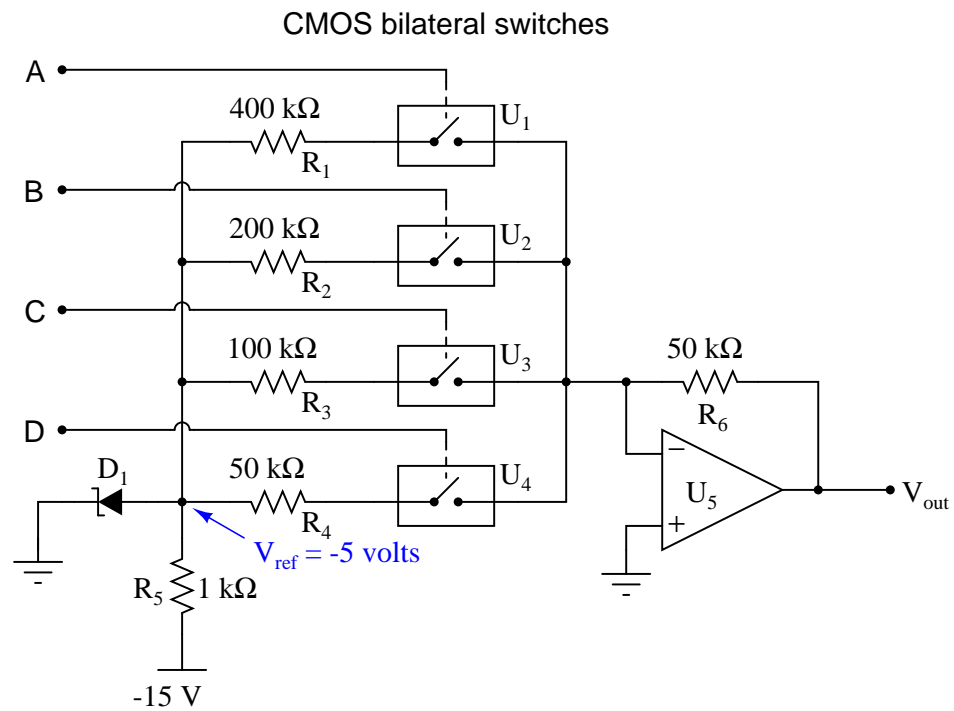 CMOS bilateral switches
A
400 kΩ
U1
R1
B
200 kΩ
U2
R2
C
100 kΩ
U3
R3
50 kΩ
R6
D
D1
50 kΩ
U4
R4
Vref = -5 volts
−
U5
+
Vout
R5 1 kΩ
-15 V